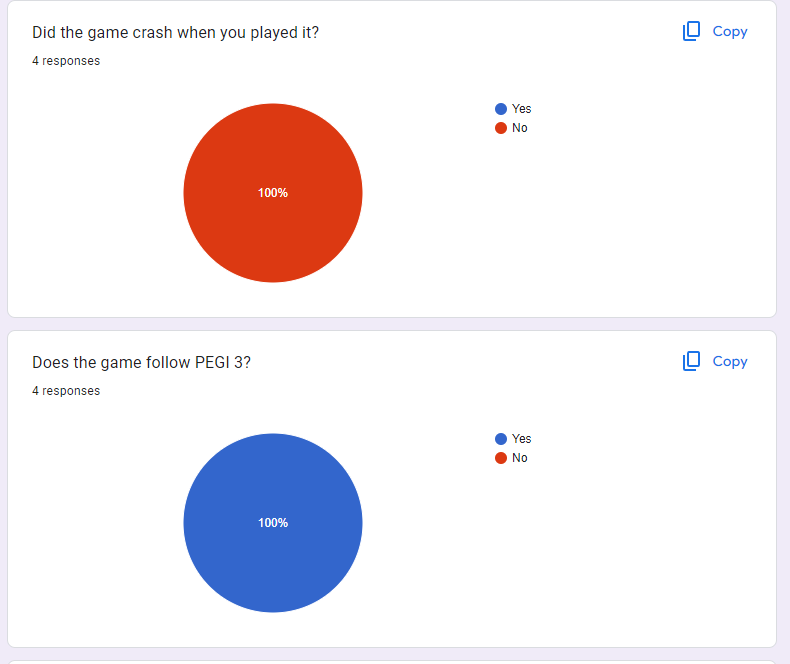 Did the game crash when you played it?
Copy
4 responses
Yes
No
100%
Does the game follow PEGI 3?
Copy
4 responses
Yes
No
100%